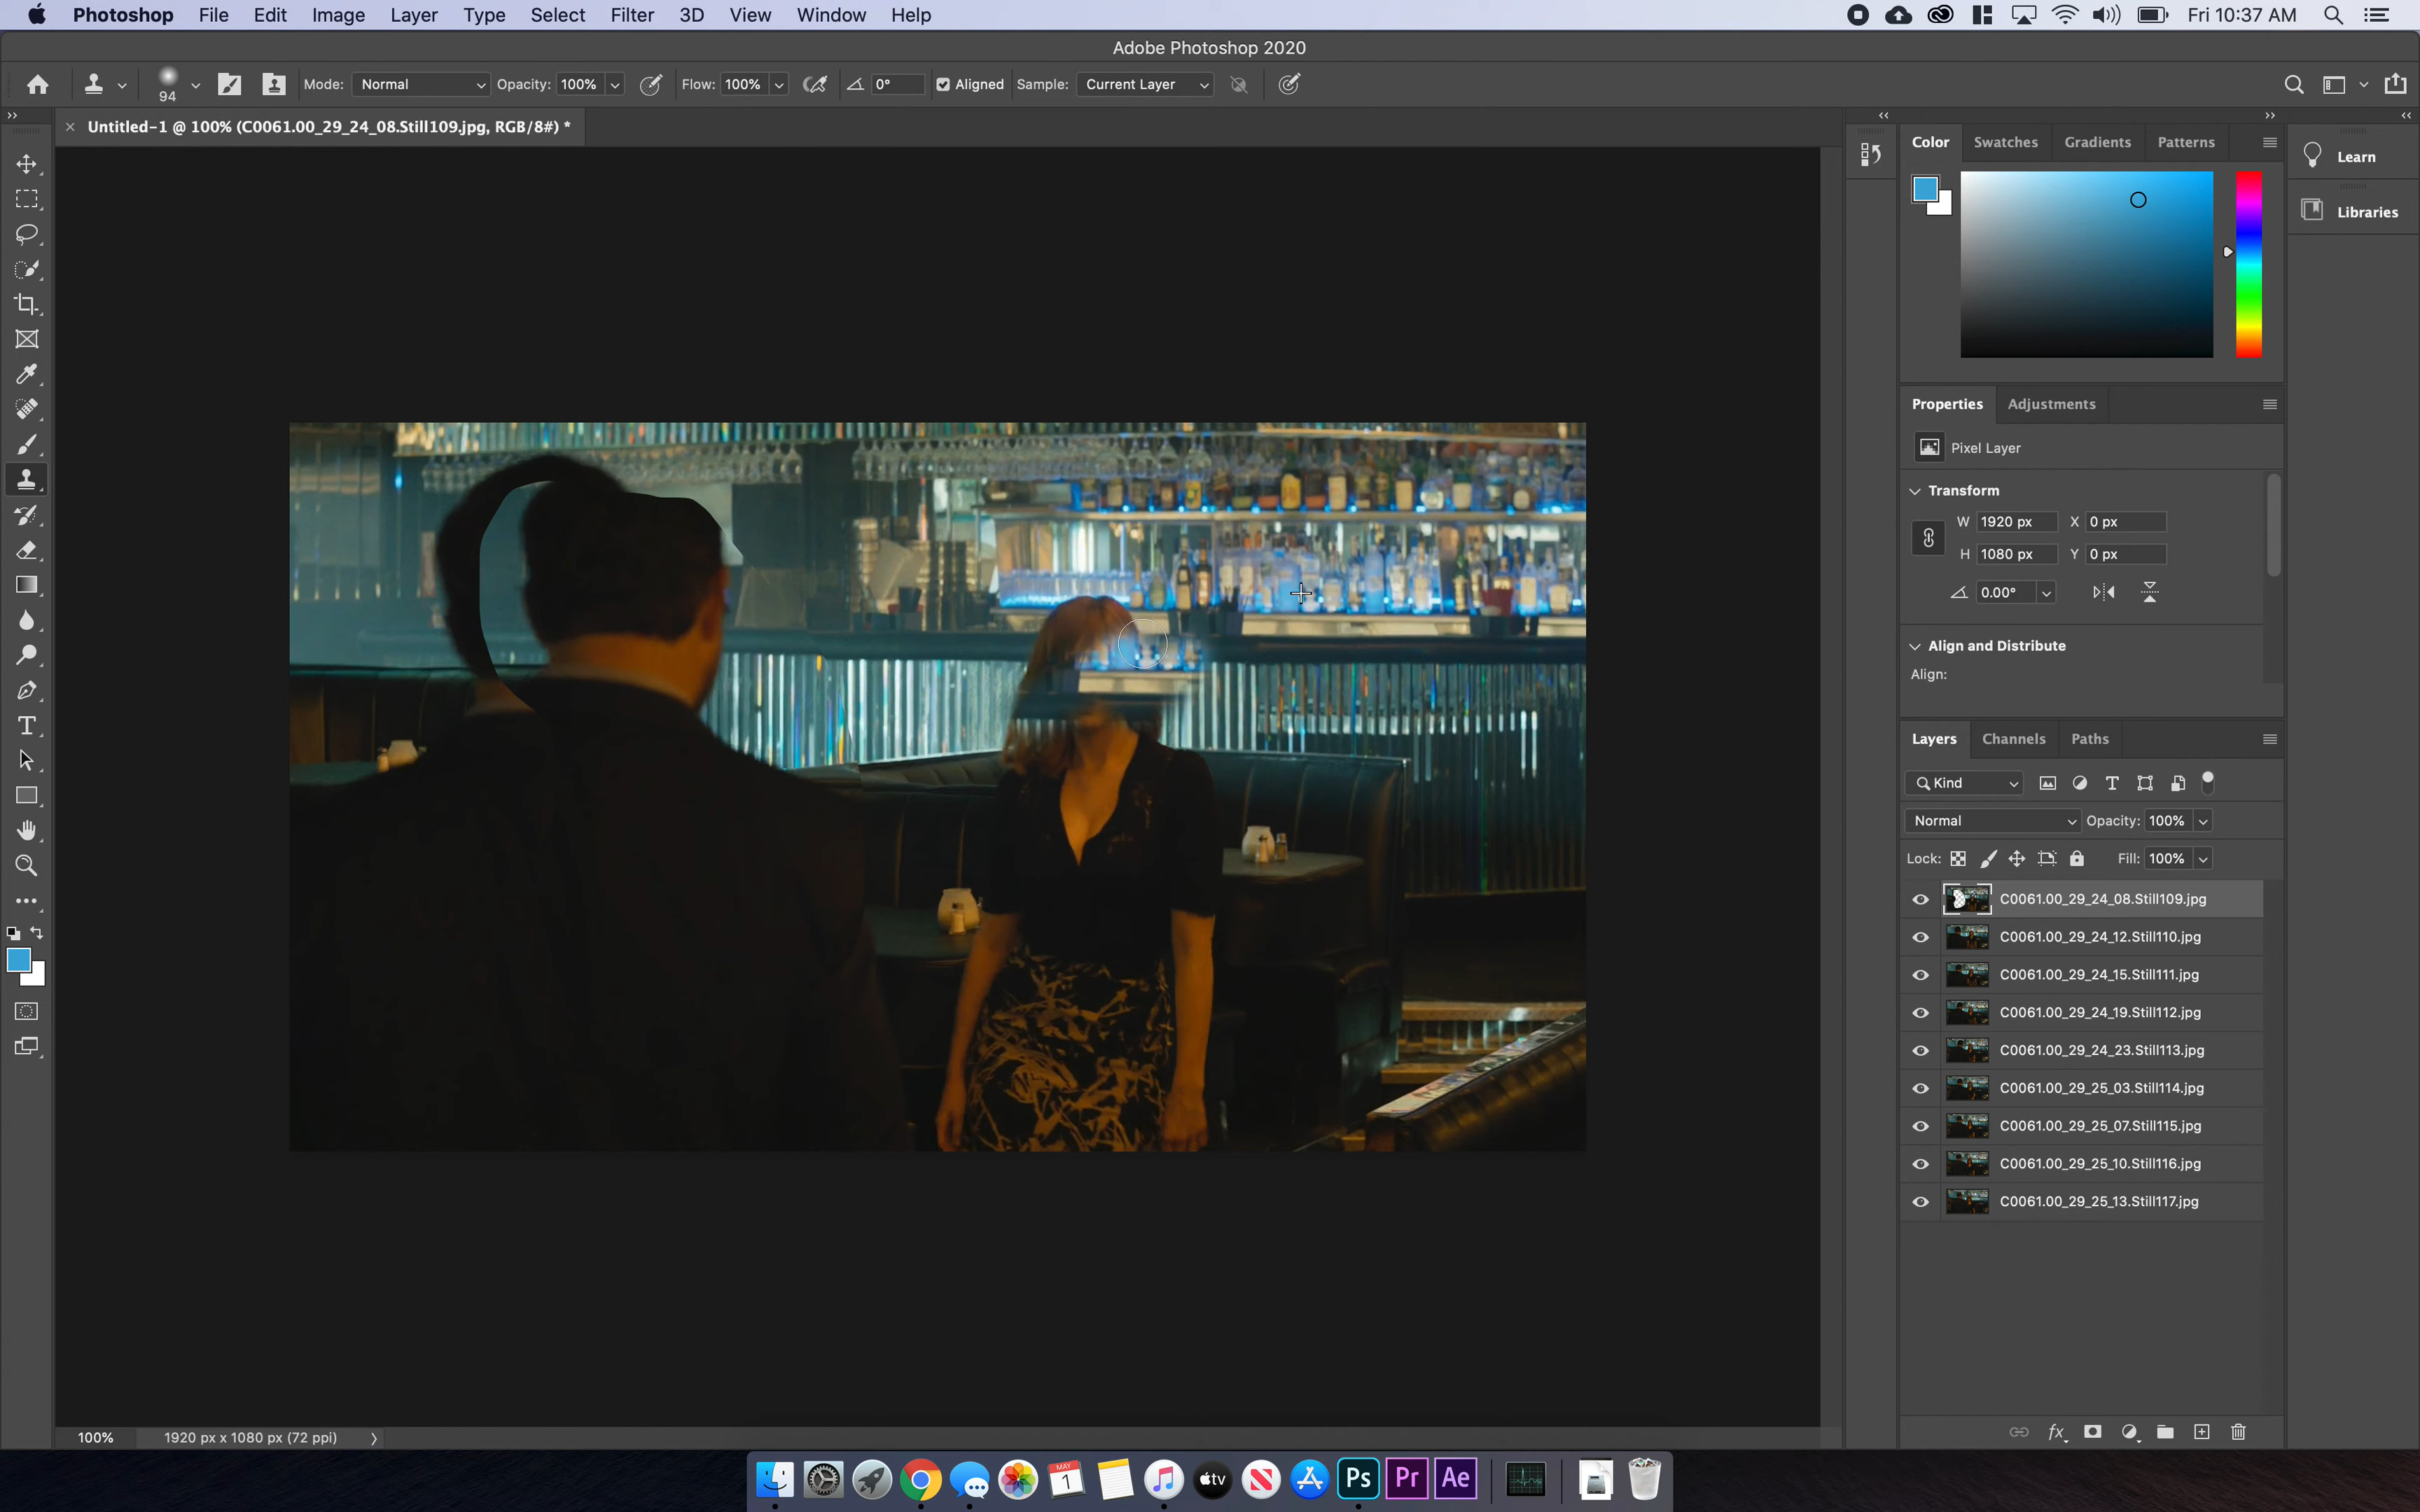 Photoshop File Edit Image Layer Type Select Filter 3D View Window Help Fri 10:37 AM
Adobe Photoshop 2020
94 Mode: Normal Opacity: 100% Flow: 100% 0° Aligned Sample: Current Layer
Untitled-1 @ 100% (C0061.00_29_24_08.Still109.jpg, RGB/8#) *
Color Swatches Gradients Patterns
Learn
Libraries
Properties Adjustments
Pixel Layer
Transform
W 1920 px X 0 px
H 1080 px Y 0 px
0.00°
Align and Distribute
Align:
Layers Channels Paths
Kind
Normal Opacity: 100%
Lock: Fill: 100%
C0061.00_29_24_08.Still109.jpg
C0061.00_29_24_12.Still110.jpg
C0061.00_29_24_15.Still111.jpg
C0061.00_29_24_19.Still112.jpg
C0061.00_29_24_23.Still113.jpg
C0061.00_29_25_03.Still114.jpg
C0061.00_29_25_07.Still115.jpg
C0061.00_29_25_10.Still116.jpg
C0061.00_29_25_13.Still117.jpg
fx
100% 1920 px x 1080 px (72 ppi)
MAY
1
tv
Ps Pr Ae